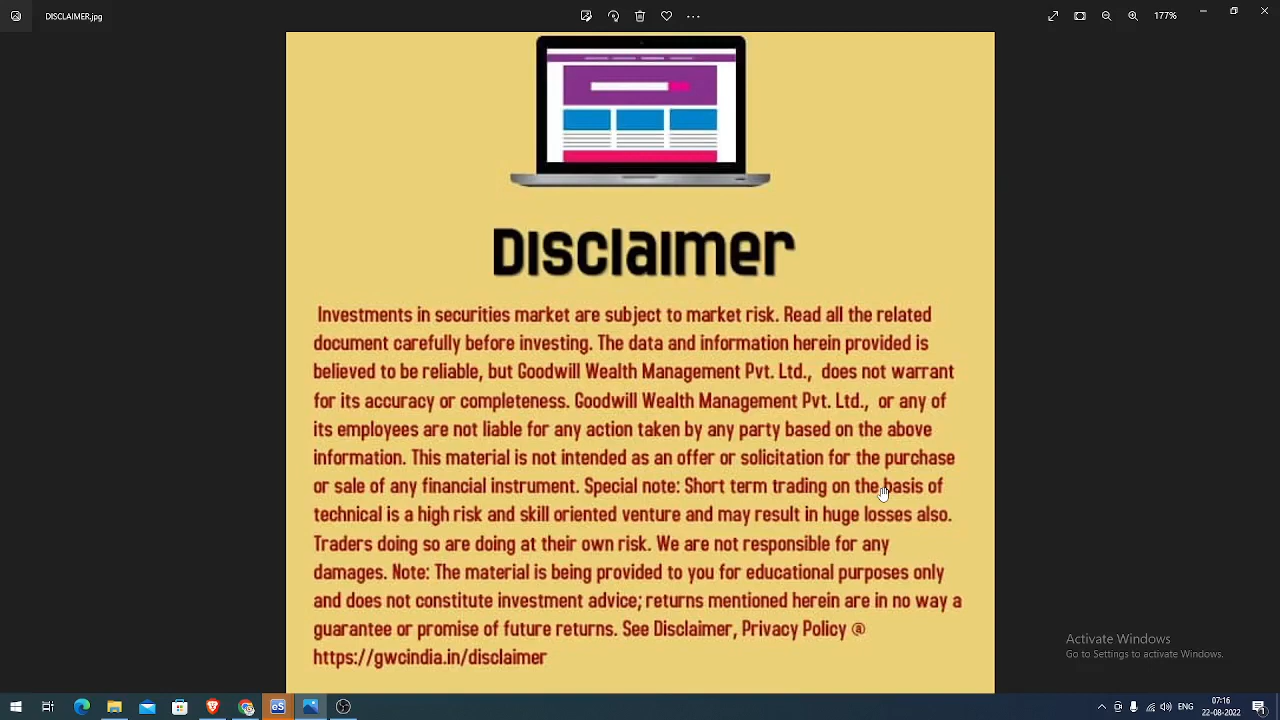 DISCLAIMER.jpg
171%
Disclaimer
Investments in securities market are subject to market risk. Read all the related
document carefully before investing. The data and information herein provided is
believed to be reliable, but Goodwill Wealth Management Pvt. Ltd., does not warrant
for its accuracy or completeness. Goodwill Wealth Management Pvt. Ltd., or any of
its employees are not liable for any action taken by any party based on the above
information. This material is not intended as an offer or solicitation for the purchase
or sale of any financial instrument. Special note: Short term trading on the basis of
technical is a high risk and skill oriented venture and may result in huge losses also.
Traders doing so are doing at their own risk. We are not responsible for any
damages. Note: The material is being provided to you for educational purposes only
and does not constitute investment advice; returns mentioned herein are in no way a
guarantee or promise of future returns. See Disclaimer, Privacy Policy @
https://gwcindia.in/disclaimer
Activate Windows
Go to Settings to activate Windows.
ENG
07:16
22-08-2022